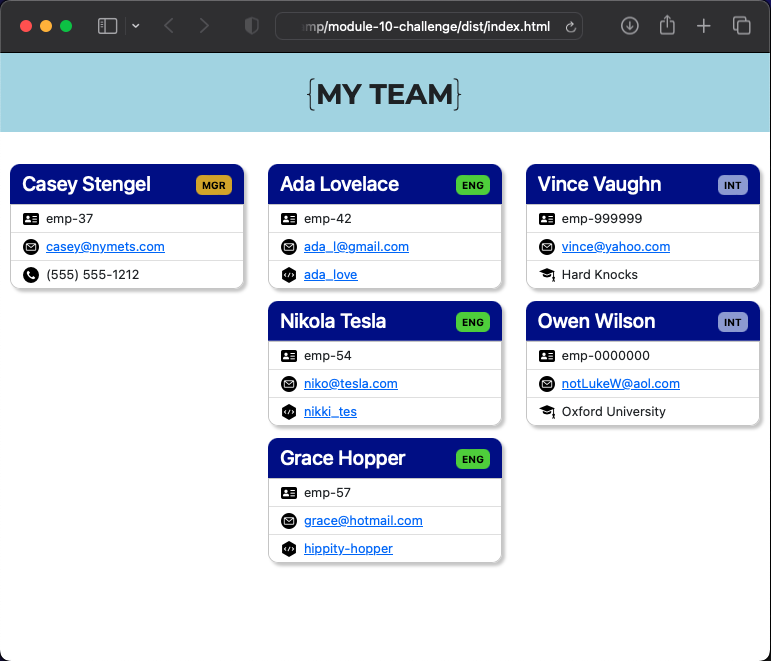 mp/module-10-challenge/dist/index.html
{MY TEAM}
Casey Stengel MGR
emp-37
casey@nymets.com
(555) 555-1212
Ada Lovelace ENG
emp-42
ada_l@gmail.com
ada_love
Nikola Tesla ENG
emp-54
niko@tesla.com
nikki_tes
Grace Hopper ENG
emp-57
grace@hotmail.com
hippity-hopper
Vince Vaughn INT
emp-999999
vince@yahoo.com
Hard Knocks
Owen Wilson INT
emp-0000000
notLukeW@aol.com
Oxford University